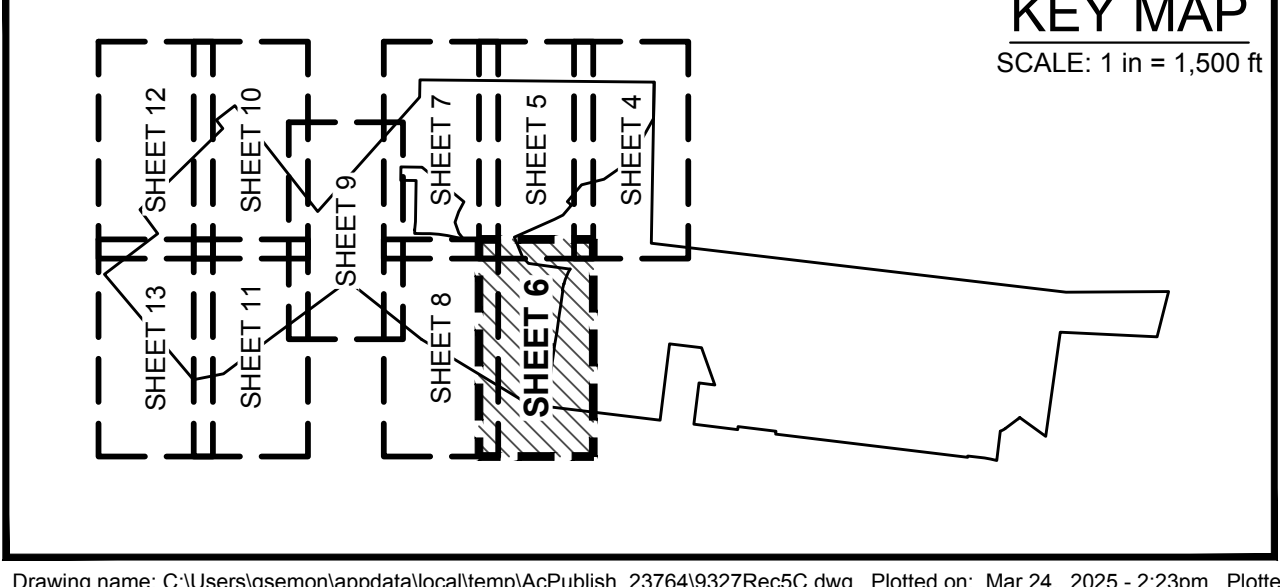 KEY MAP
SCALE: 1 in = 1,500 ft
SHEET 12
SHEET 10
SHEET 9
SHEET 7
SHEET 5
SHEET 4
SHEET 13
SHEET 11
SHEET 8
SHEET 6
Drawing name: C:\Users\gsemon\appdata\local\temp\AcPublish_23764\9327Rec5C.dwg Plotted on: Mar 24, 2025 - 2:23pm Plotte